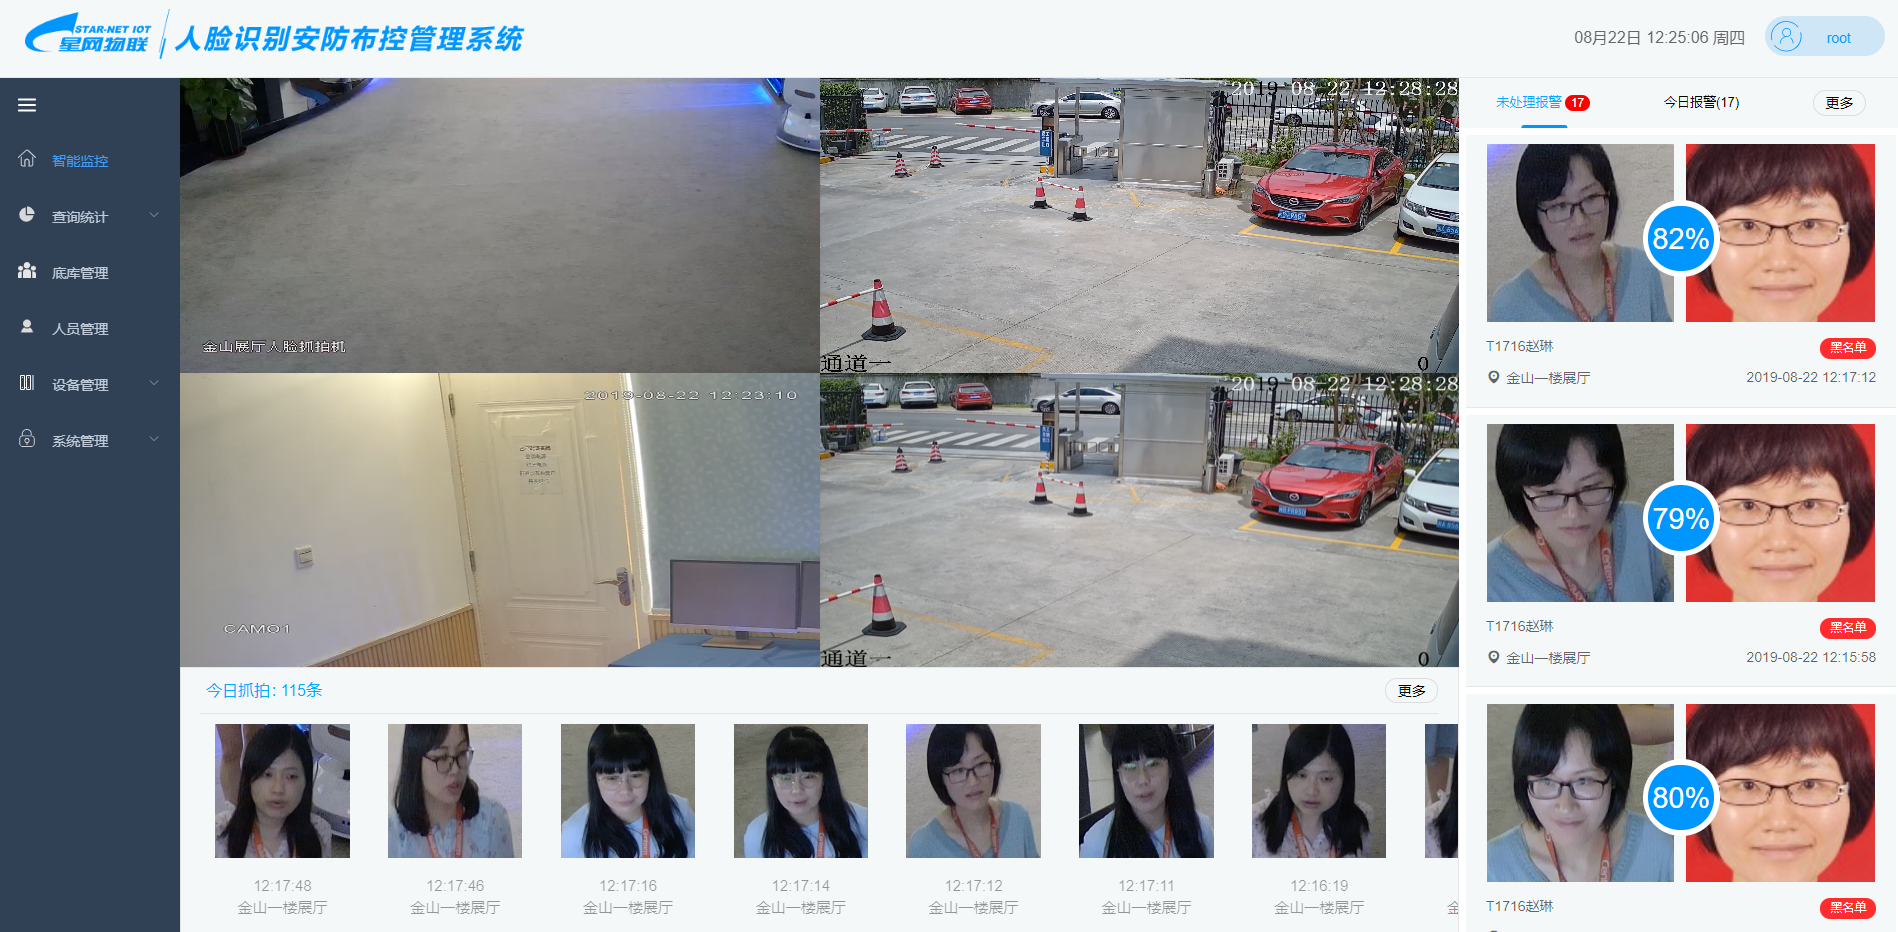 STAR-NET IOT
星网物联
人脸识别安防布控管理系统
08月22日 12:25:06 周四
root
智能监控
查询统计
底库管理
人员管理
设备管理
系统管理
金山展厅人脸抓拍机
2019 08-22 12:28:28
通道一
0
2019-08-22 12:23:10
CAM01
2019 08-22 12:28:28
通道一
0
今日抓拍: 115条
更多
12:17:48
金山一楼展厅
12:17:46
金山一楼展厅
12:17:16
金山一楼展厅
12:17:14
金山一楼展厅
12:17:12
金山一楼展厅
12:17:11
金山一楼展厅
12:16:19
金山一楼展厅
未处理报警 17
今日报警(17)
更多
82%
T1716赵琳
黑名单
金山一楼展厅
2019-08-22 12:17:12
79%
T1716赵琳
黑名单
金山一楼展厅
2019-08-22 12:15:58
80%
T1716赵琳
黑名单